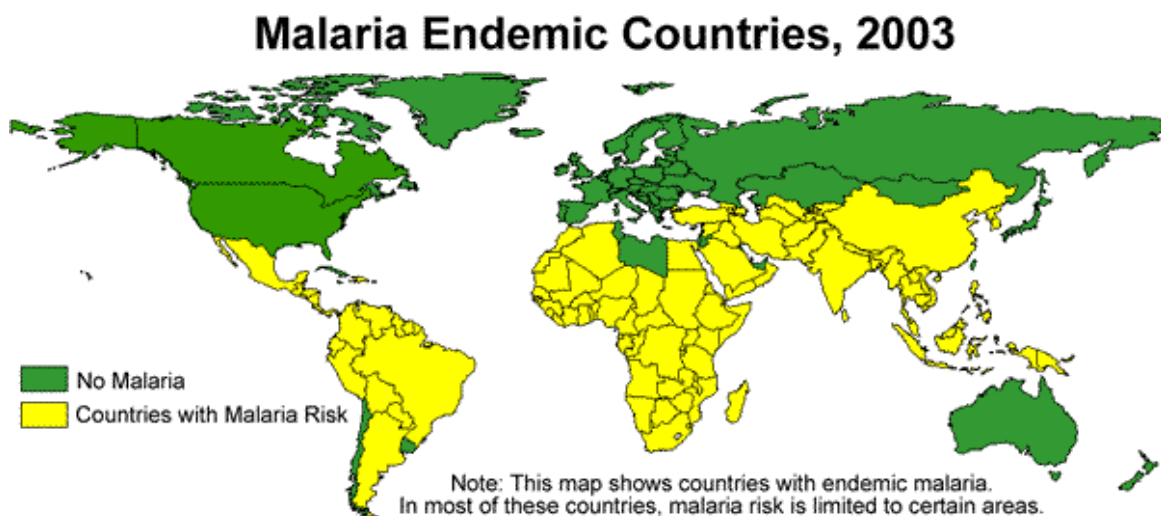 Malaria Endemic Countries, 2003
No Malaria
Countries with Malaria Risk
Note: This map shows countries with endemic malaria.
In most of these countries, malaria risk is limited to certain areas.